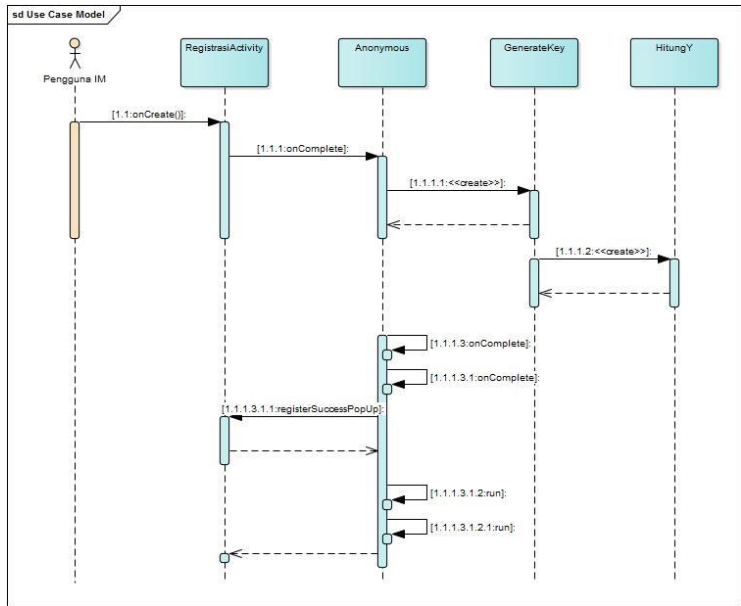 sd Use Case Model
Pengguna IM
RegistrasiActivity
Anonymous
GenerateKey
HitungY
[1.1:onCreate()]:
[1.1.1:onComplete]:
[1.1.1.1:<<create>>]:
[1.1.1.2:<<create>>]:
[1.1.1.3:onComplete]:
[1.1.1.3.1:onComplete]:
[1.1.1.3.1.1:registerSuccessPopUp]:
[1.1.1.3.1.2:run]:
[1.1.1.3.1.2.1:run]: